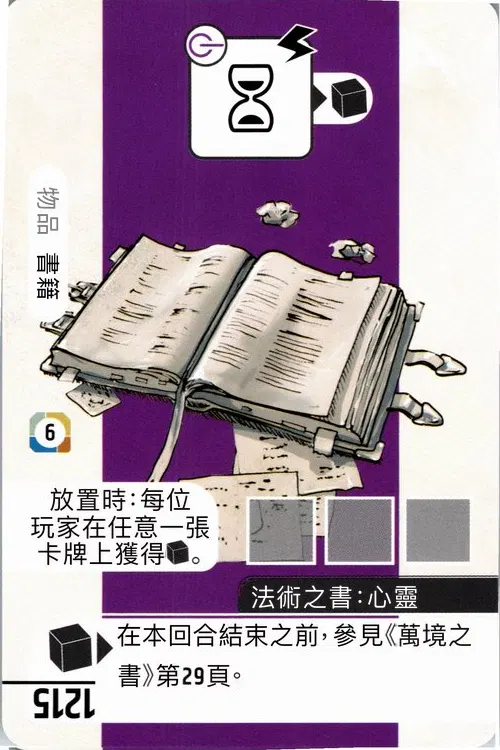 物品 書籍
6
放置時：每位
玩家在任意一張
卡牌上獲得。
法術之書：心靈
在本回合結束之前，參見《萬境之
書》第29頁。
1215